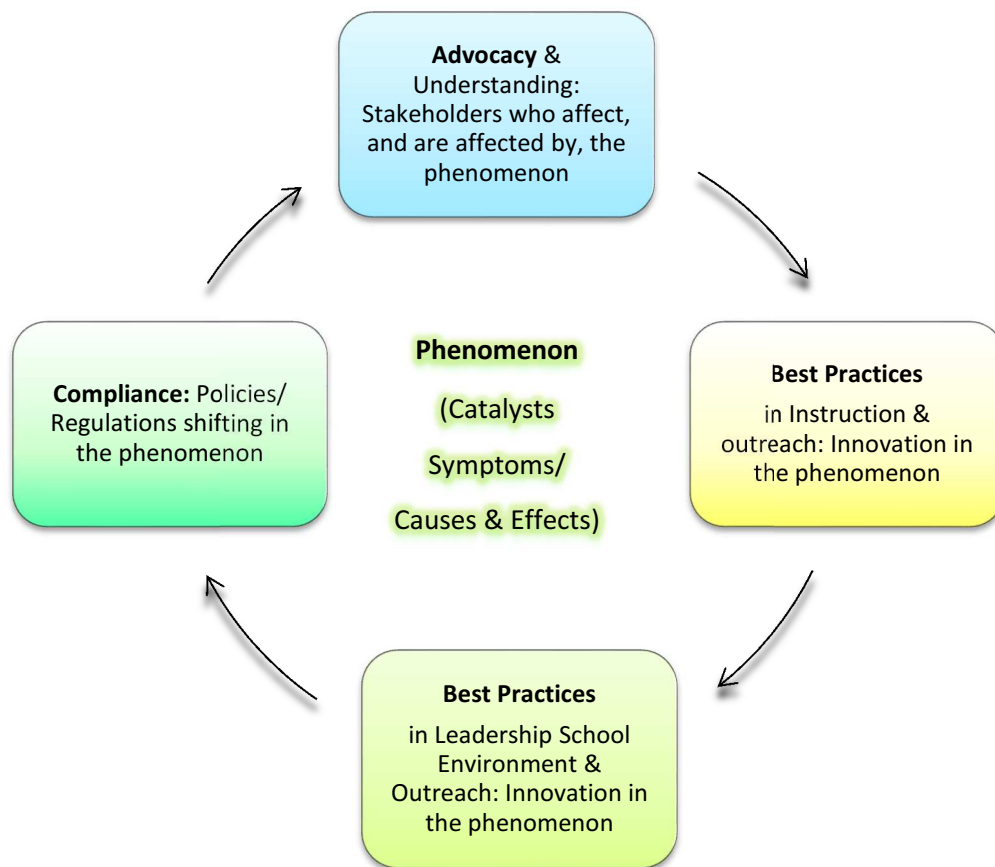 Advocacy &
Understanding:
Stakeholders who affect,
and are affected by, the
phenomenon
Compliance: Policies/
Regulations shifting in
the phenomenon
Phenomenon
(Catalysts
Symptoms/
Causes & Effects)
Best Practices
in Instruction &
outreach: Innovation in
the phenomenon
Best Practices
in Leadership School
Environment &
Outreach: Innovation in
the phenomenon